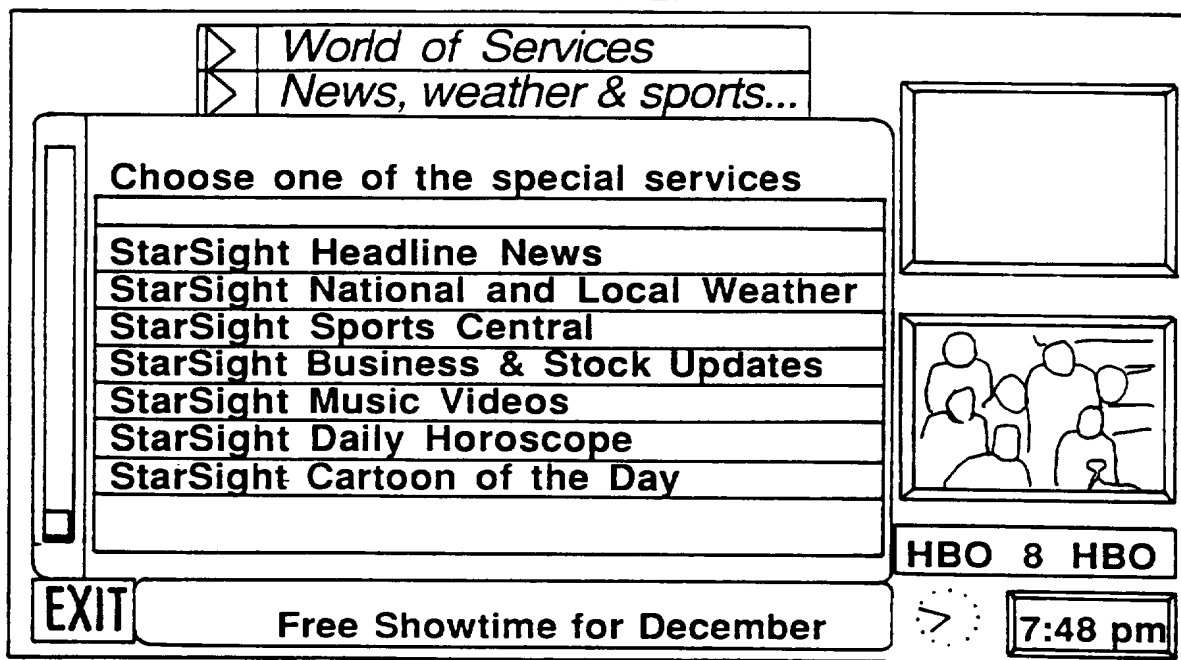 World of Services
News, weather & sports...
Choose one of the special services
StarSight Headline News
StarSight National and Local Weather
StarSight Sports Central
StarSight Business & Stock Updates
StarSight Music Videos
StarSight Daily Horoscope
StarSight Cartoon of the Day
HBO 8 HBO
EXIT
Free Showtime for December
7:48 pm